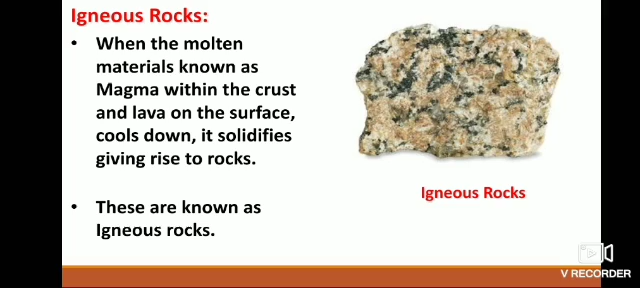 Igneous Rocks:
• When the molten
materials known as
Magma within the crust
and lava on the surface,
cools down, it solidifies
giving rise to rocks.
• These are known as
Igneous rocks.
Igneous Rocks
V RECORDER